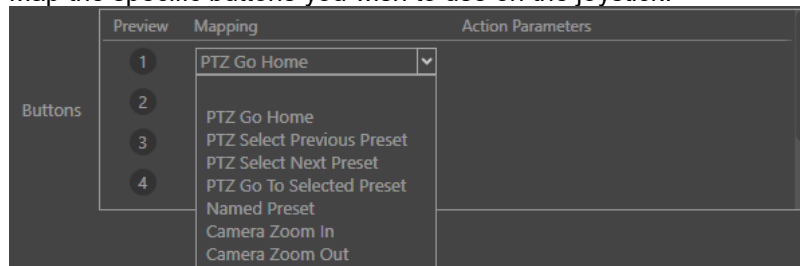 Map the specific buttons you wish to use on the joystick.
Preview Mapping Action Parameters
1 PTZ Go Home
Buttons
2
3
4
PTZ Go Home
PTZ Select Previous Preset
PTZ Select Next Preset
PTZ Go To Selected Preset
Named Preset
Camera Zoom In
Camera Zoom Out